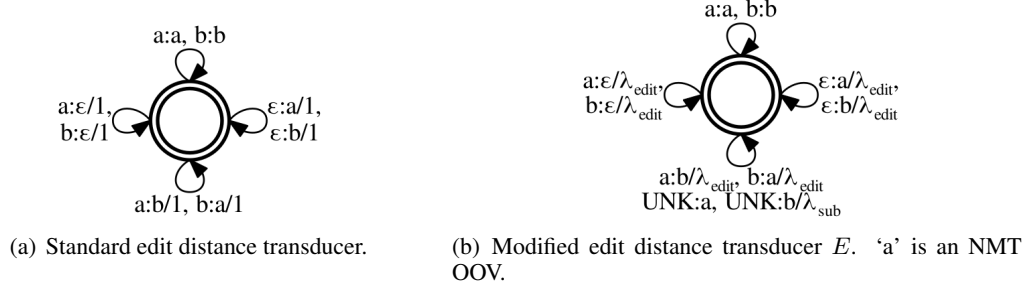 a:a, b:b
a:ε/1,
b:ε/1
ε:a/1,
ε:b/1
a:b/1, b:a/1
(a) Standard edit distance transducer.
a:a, b:b
a:ε/λedit,
b:ε/λedit
ε:a/λedit,
ε:b/λedit
a:b/λedit, b:a/λedit
UNK:a, UNK:b/λsub
(b) Modified edit distance transducer E. ‘a’ is an NMT
OOV.